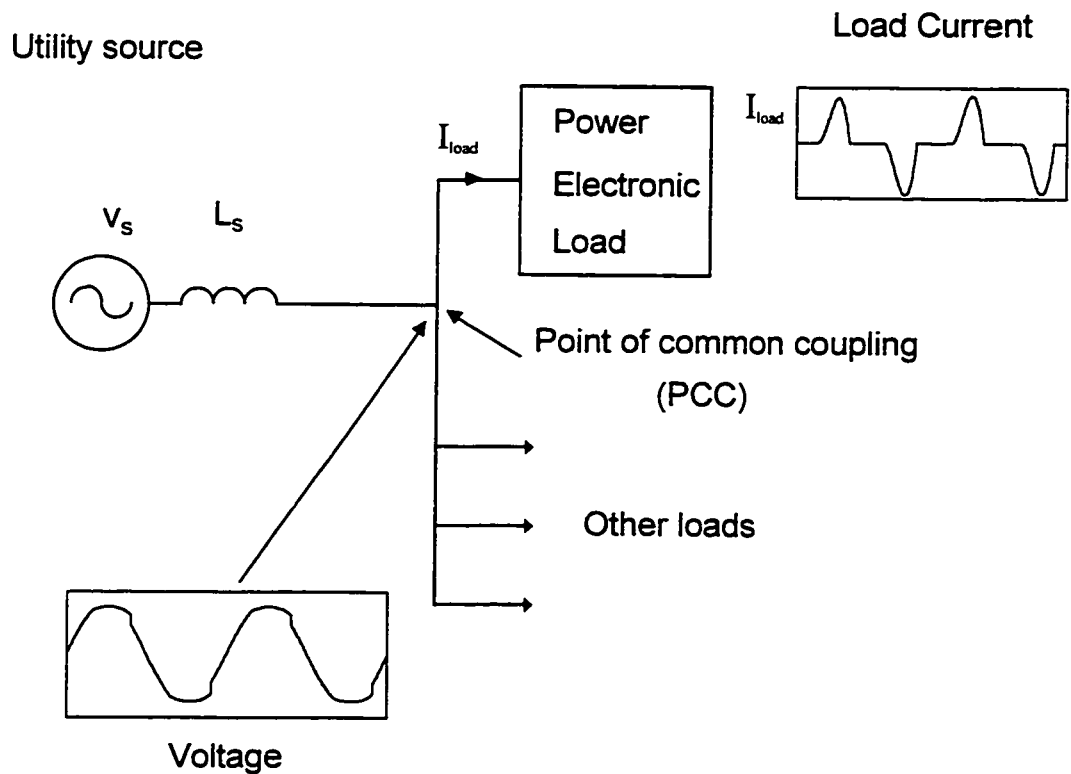 Load Current
Utility source
I_load
Power
Electronic
Load
I_load
v_s
L_s
Point of common coupling
(PCC)
Other loads
Voltage